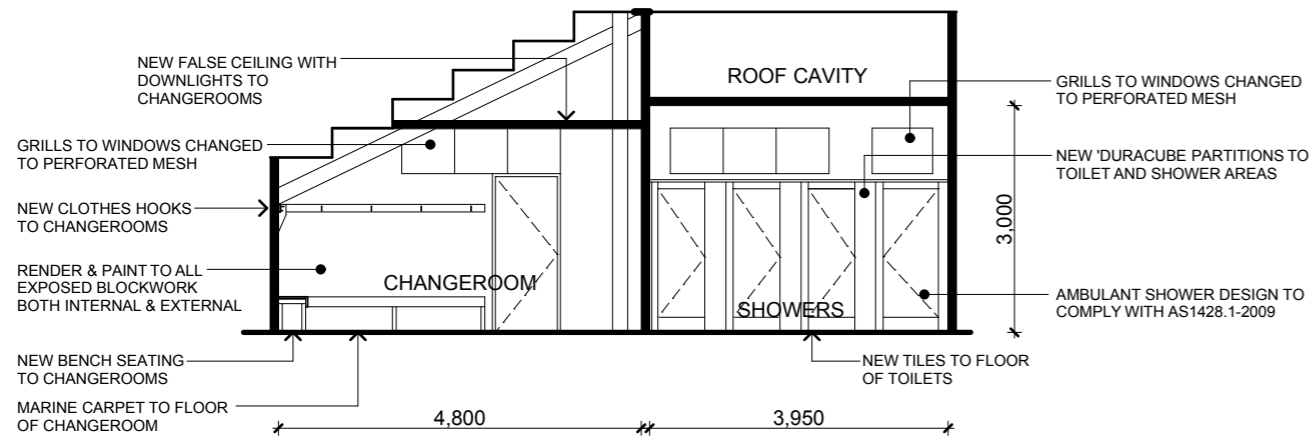 NEW FALSE CEILING WITH
DOWNLIGHTS TO
CHANGEROOMS
GRILLS TO WINDOWS CHANGED
TO PERFORATED MESH
NEW CLOTHES HOOKS
TO CHANGEROOMS
RENDER & PAINT TO ALL
EXPOSED BLOCKWORK
BOTH INTERNAL & EXTERNAL
NEW BENCH SEATING
TO CHANGEROOMS
MARINE CARPET TO FLOOR
OF CHANGEROOM
CHANGEROOM
4,800
ROOF CAVITY
SHOWERS
3,950
3,000
GRILLS TO WINDOWS CHANGED
TO PERFORATED MESH
NEW 'DURACUBE PARTITIONS TO
TOILET AND SHOWER AREAS
AMBULANT SHOWER DESIGN TO
COMPLY WITH AS1428.1-2009
NEW TILES TO FLOOR
OF TOILETS